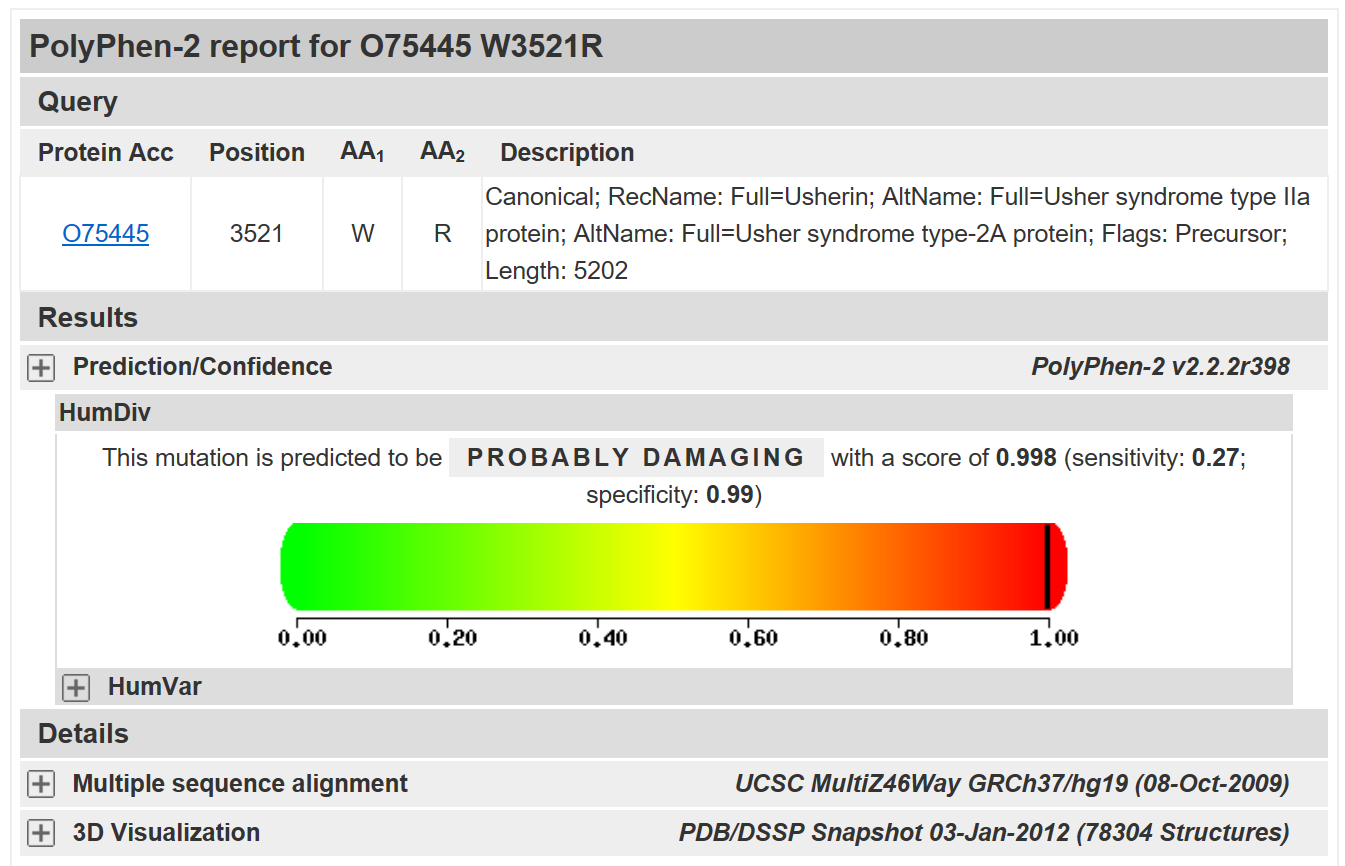 PolyPhen-2 report for O75445 W3521R
Query
Protein Acc Position AA₁ AA₂ Description
O75445 3521 W R Canonical; RecName: Full=Usherin; AltName: Full=Usher syndrome type IIa
protein; AltName: Full=Usher syndrome type-2A protein; Flags: Precursor;
Length: 5202
Results
Prediction/Confidence PolyPhen-2 v2.2.2r398
HumDiv
This mutation is predicted to be PROBABLY DAMAGING with a score of 0.998 (sensitivity: 0.27;
specificity: 0.99)
0.00 0.20 0.40 0.60 0.80 1.00
HumVar
Details
Multiple sequence alignment UCSC MultiZ46Way GRCh37/hg19 (08-Oct-2009)
3D Visualization PDB/DSSP Snapshot 03-Jan-2012 (78304 Structures)